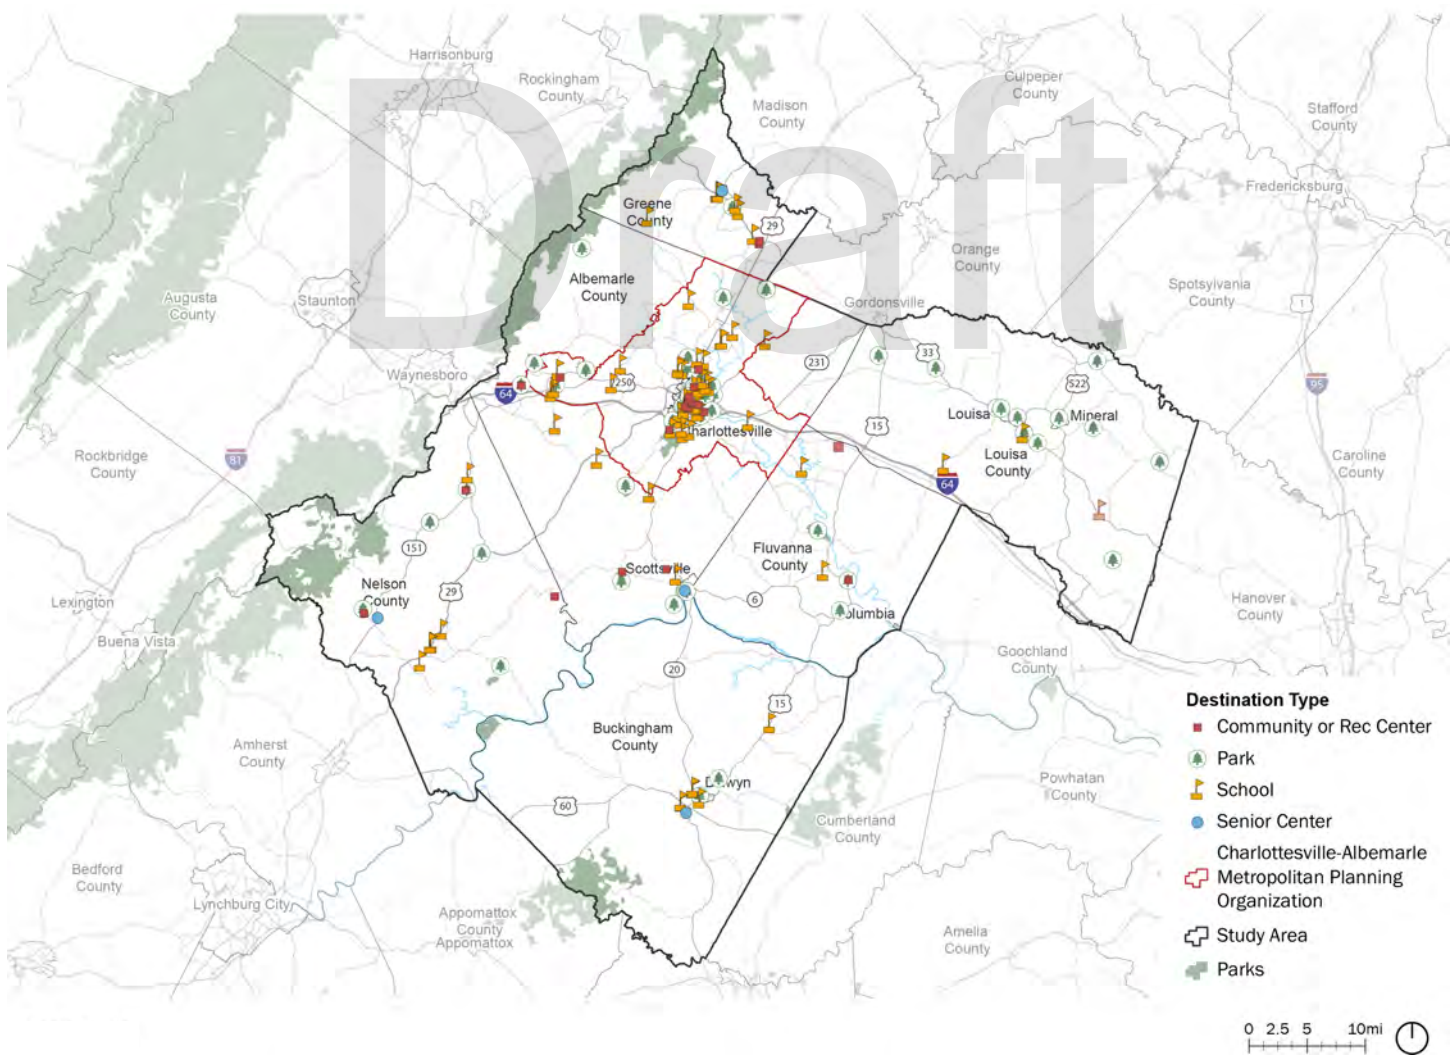 Draft
Harrisonburg
Rockingham
County
Madison
County
Culpeper
County
Stafford
County
Fredericksburg
Greene
County
29
Orange
County
Albemarle
County
Augusta
County
Staunton
Gordonsville
Spotsylvania
County
1
Waynesboro
64
250
231
33
522
95
Louisa
Mineral
15
Charlottesville
Louisa
County
Rockbridge
County
81
64
Caroline
County
151
Fluvanna
County
Scottsville
Nelson
County
29
6
Lexington
Columbia
Hanover
County
Buena Vista
Goochland
County
20
15
Buckingham
County
Amherst
County
Dillwyn
60
Powhatan
County
Cumberland
County
Bedford
County
Lynchburg City
Appomattox
County
Appomattox
Amelia
County
Destination Type
Community or Rec Center
Park
School
Senior Center
Charlottesville-Albemarle
Metropolitan Planning
Organization
Study Area
Parks
0 2.5 5 10mi